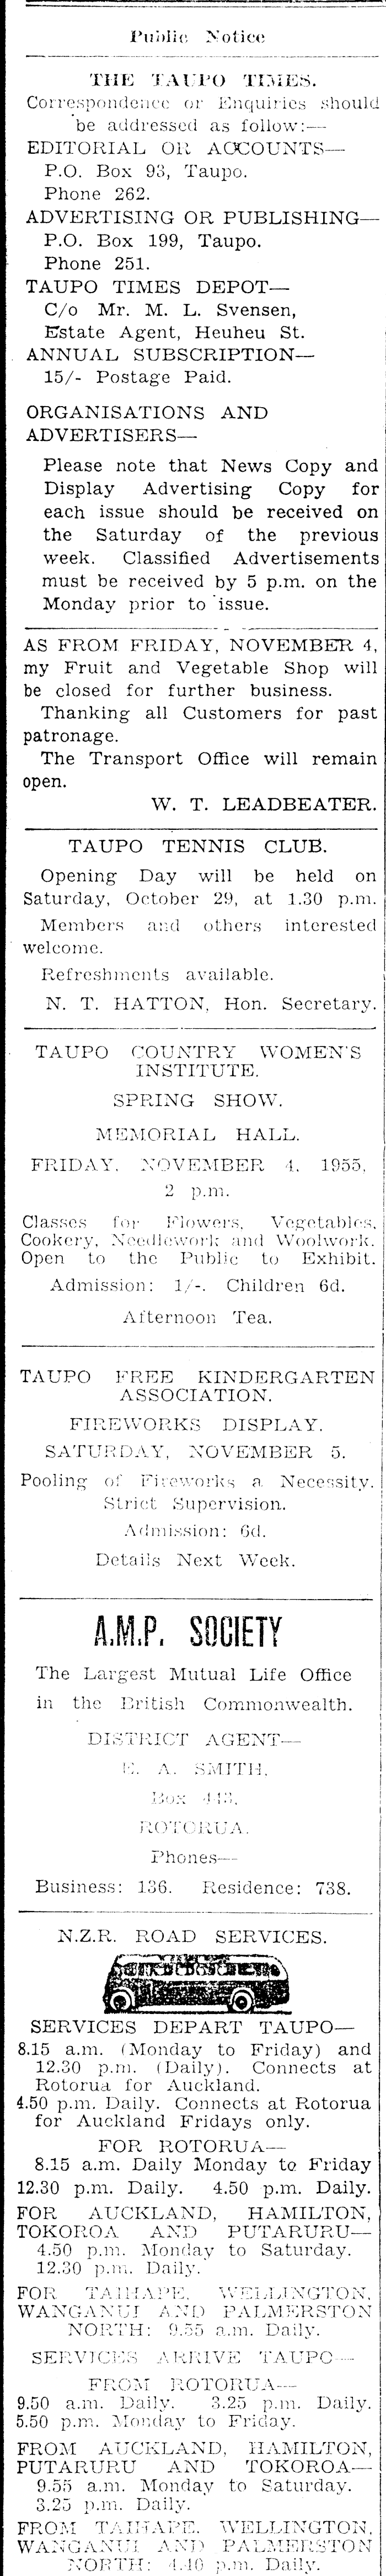 Public Notice
THE TAUPO TIMES.
Correspondence or Enquiries should
be addressed as follow:—
EDITORIAL OR ACCOUNTS—
P.O. Box 93, Taupo.
Phone 262.
ADVERTISING OR PUBLISHING—
P.O. Box 199, Taupo.
Phone 251.
TAUPO TIMES DEPOT—
C/o Mr. M. L. Svensen,
Estate Agent, Heuheu St.
ANNUAL SUBSCRIPTION—
15/- Postage Paid.
ORGANISATIONS AND
ADVERTISERS—
Please note that News Copy and
Display Advertising Copy for
each issue should be received on
the Saturday of the previous
week. Classified Advertisements
must be received by 5 p.m. on the
Monday prior to issue.
AS FROM FRIDAY, NOVEMBER 4,
my Fruit and Vegetable Shop will
be closed for further business.
Thanking all Customers for past
patronage.
The Transport Office will remain
open.
W. T. LEADBEATER.
TAUPO TENNIS CLUB.
Opening Day will be held on
Saturday, October 29, at 1.30 p.m.
Members and others interested
welcome.
Refreshments available.
N. T. HATTON, Hon. Secretary.
TAUPO COUNTRY WOMEN'S
INSTITUTE.
SPRING SHOW.
MEMORIAL HALL.
FRIDAY, NOVEMBER 4, 1955,
2 p.m.
Classes for Flowers, Vegetables,
Cookery, Needlework and Woolwork.
Open to the Public to Exhibit.
Admission: 1/-. Children 6d.
Afternoon Tea.
TAUPO FREE KINDERGARTEN
ASSOCIATION.
FIREWORKS DISPLAY.
SATURDAY, NOVEMBER 5.
Pooling of Fireworks a Necessity.
Strict Supervision.
Admission: 6d.
Details Next Week.
A.M.P. SOCIETY
The Largest Mutual Life Office
in the British Commonwealth.
DISTRICT AGENT—
E. A. SMITH,
Box 443,
ROTORUA.
Phones—
Business: 136. Residence: 738.
N.Z.R. ROAD SERVICES.
SERVICES DEPART TAUPO—
8.15 a.m. (Monday to Friday) and
12.30 p.m. (Daily). Connects at
Rotorua for Auckland.
4.50 p.m. Daily. Connects at Rotorua
for Auckland Fridays only.
FOR ROTORUA—
8.15 a.m. Daily Monday to Friday
12.30 p.m. Daily. 4.50 p.m. Daily.
FOR AUCKLAND, HAMILTON,
TOKOROA AND PUTARURU—
4.50 p.m. Monday to Saturday.
12.30 p.m. Daily.
FOR TAIHAPE, WELLINGTON,
WANGANUI AND PALMERSTON
NORTH: 9.55 a.m. Daily.
SERVICES ARRIVE TAUPO—
FROM ROTORUA—
9.50 a.m. Daily. 3.25 p.m. Daily.
5.50 p.m. Monday to Friday.
FROM AUCKLAND, HAMILTON,
PUTARURU AND TOKOROA—
9.55 a.m. Monday to Saturday.
3.25 p.m. Daily.
FROM TAIHAPE, WELLINGTON,
WANGANUI AND PALMERSTON
NORTH: 4.40 p.m. Daily.